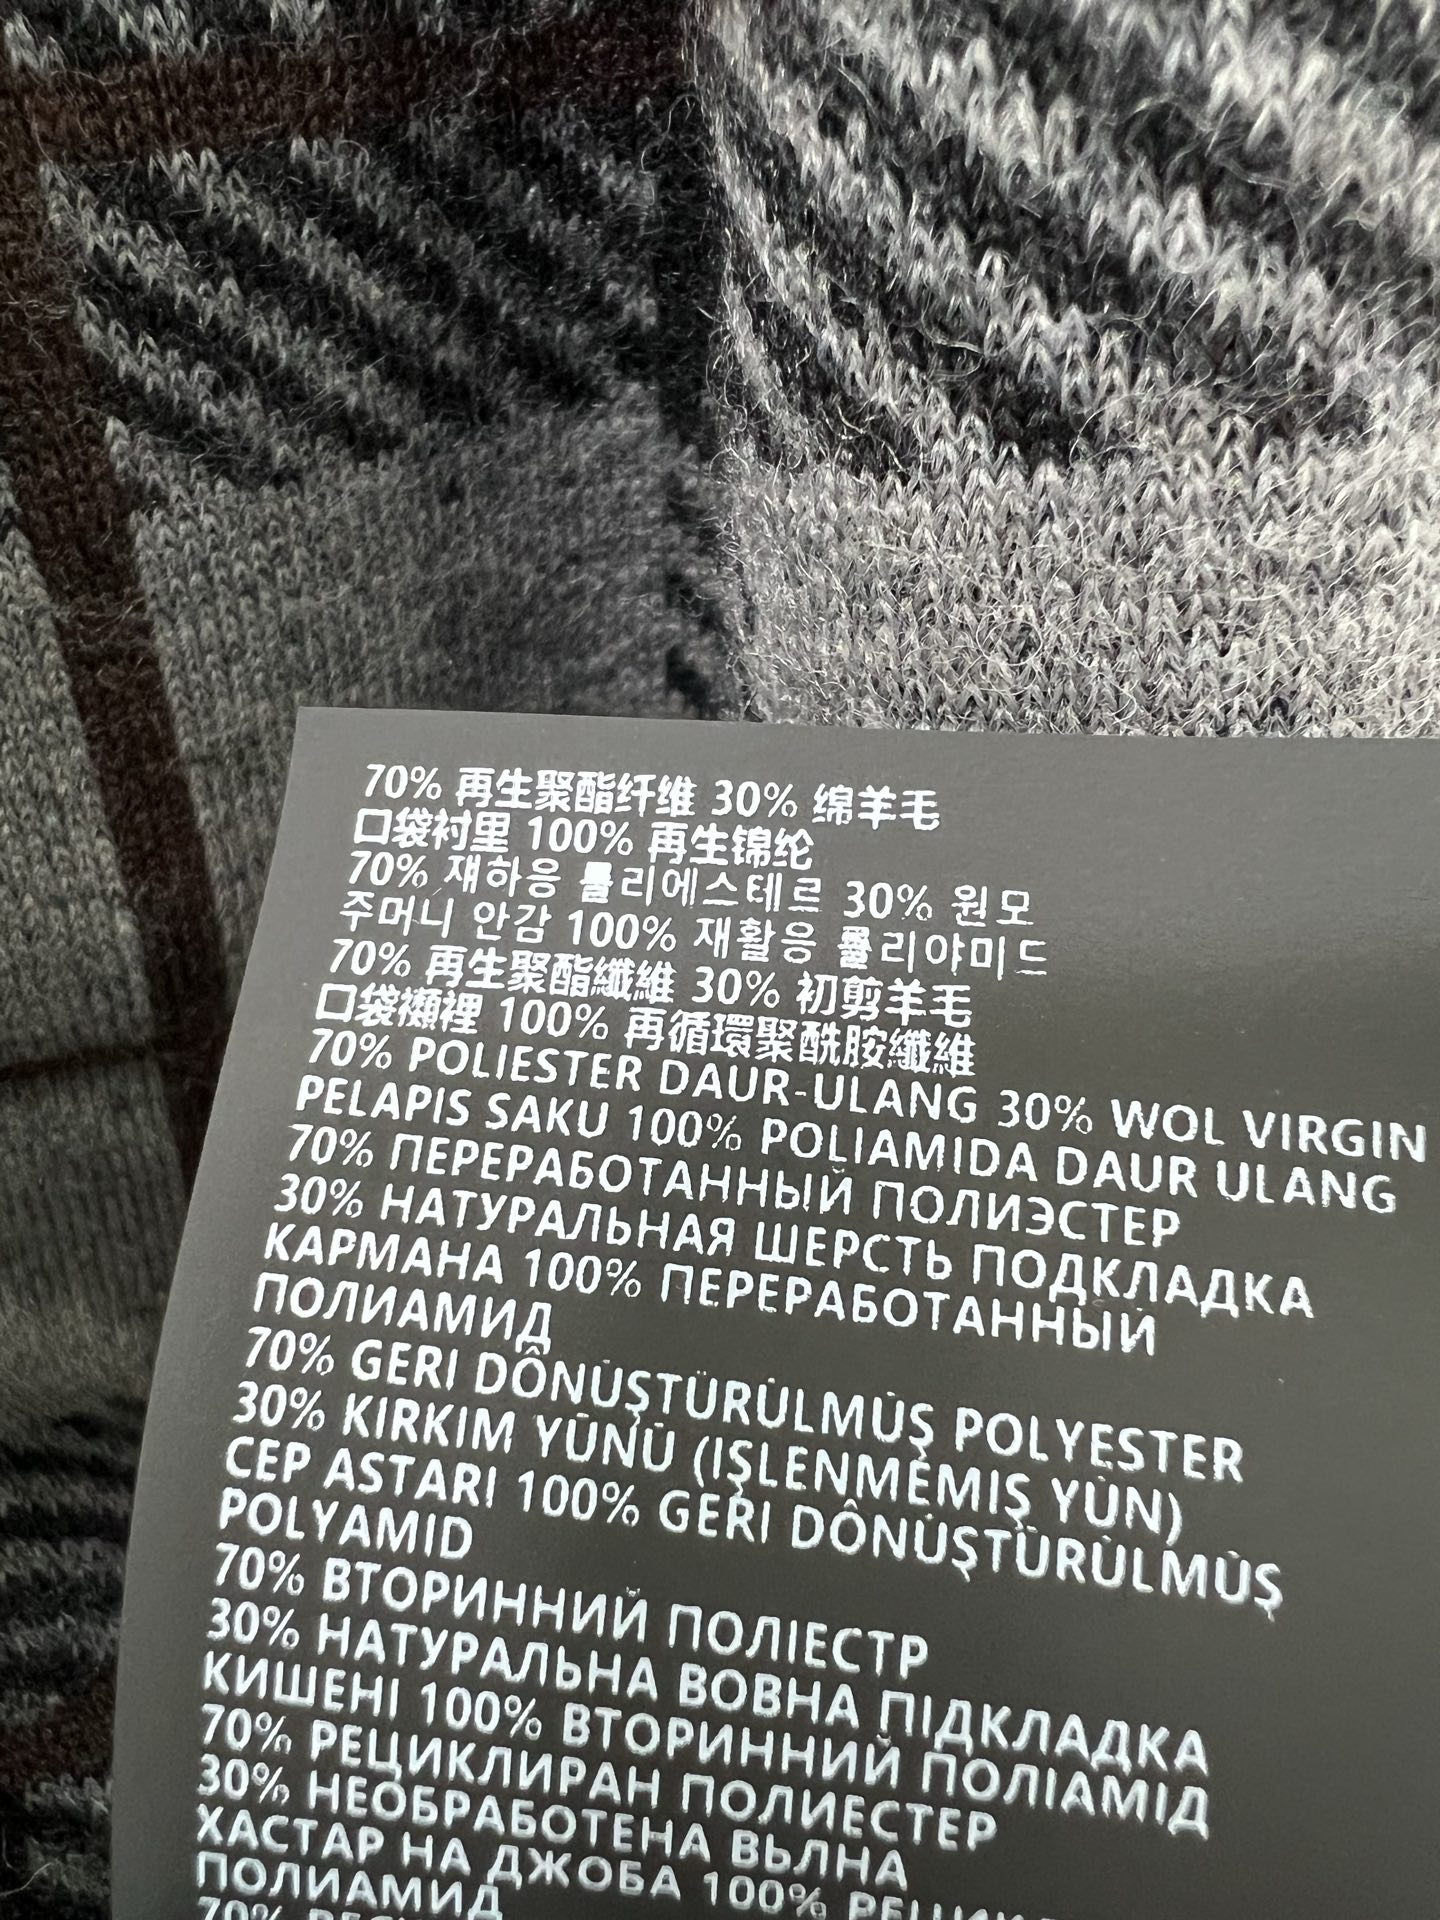 70% 再生聚酯纤维 30% 绵羊毛
口袋衬里 100% 再生锦纶
70% 재하응 폴리에스테르 30% 원모
주머니 안감 100% 재활응 폴리아미드
70% 再生聚酯纖維 30% 初剪羊毛
口袋襯裡 100% 再循環聚酰胺纖維
70% POLIESTER DAUR-ULANG 30% WOL VIRGIN
PELAPIS SAKU 100% POLIAMIDA DAUR ULANG
70% ПЕРЕРАБОТАННЫЙ ПОЛИЭСТЕР
30% НАТУРАЛЬНАЯ ШЕРСТЬ ПОДКЛАДКА
КАРМАНА 100% ПЕРЕРАБОТАННЫЙ
ПОЛИАМИД
70% GERI DÖNÜŞTÜRÜLMÜŞ POLYESTER
30% KIRKIM YÜNÜ (IŞLENMEMIŞ YÜN)
CEP ASTARI 100% GERI DÖNÜŞTÜRÜLMÜŞ
POLYAMID
70% ВТОРИННИЙ ПОЛІЕСТР
30% НАТУРАЛЬНА ВОВНА ПІДКЛАДКА
КИШЕНІ 100% ВТОРИННИЙ ПОЛІАМІД
70% РЕЦИКЛИРАН ПОЛИЕСТЕР
30% НЕОБРАБОТЕНА ВЪЛНА
ХАСТАР НА ДЖОБА 100%
ПОЛИАМИД
70%